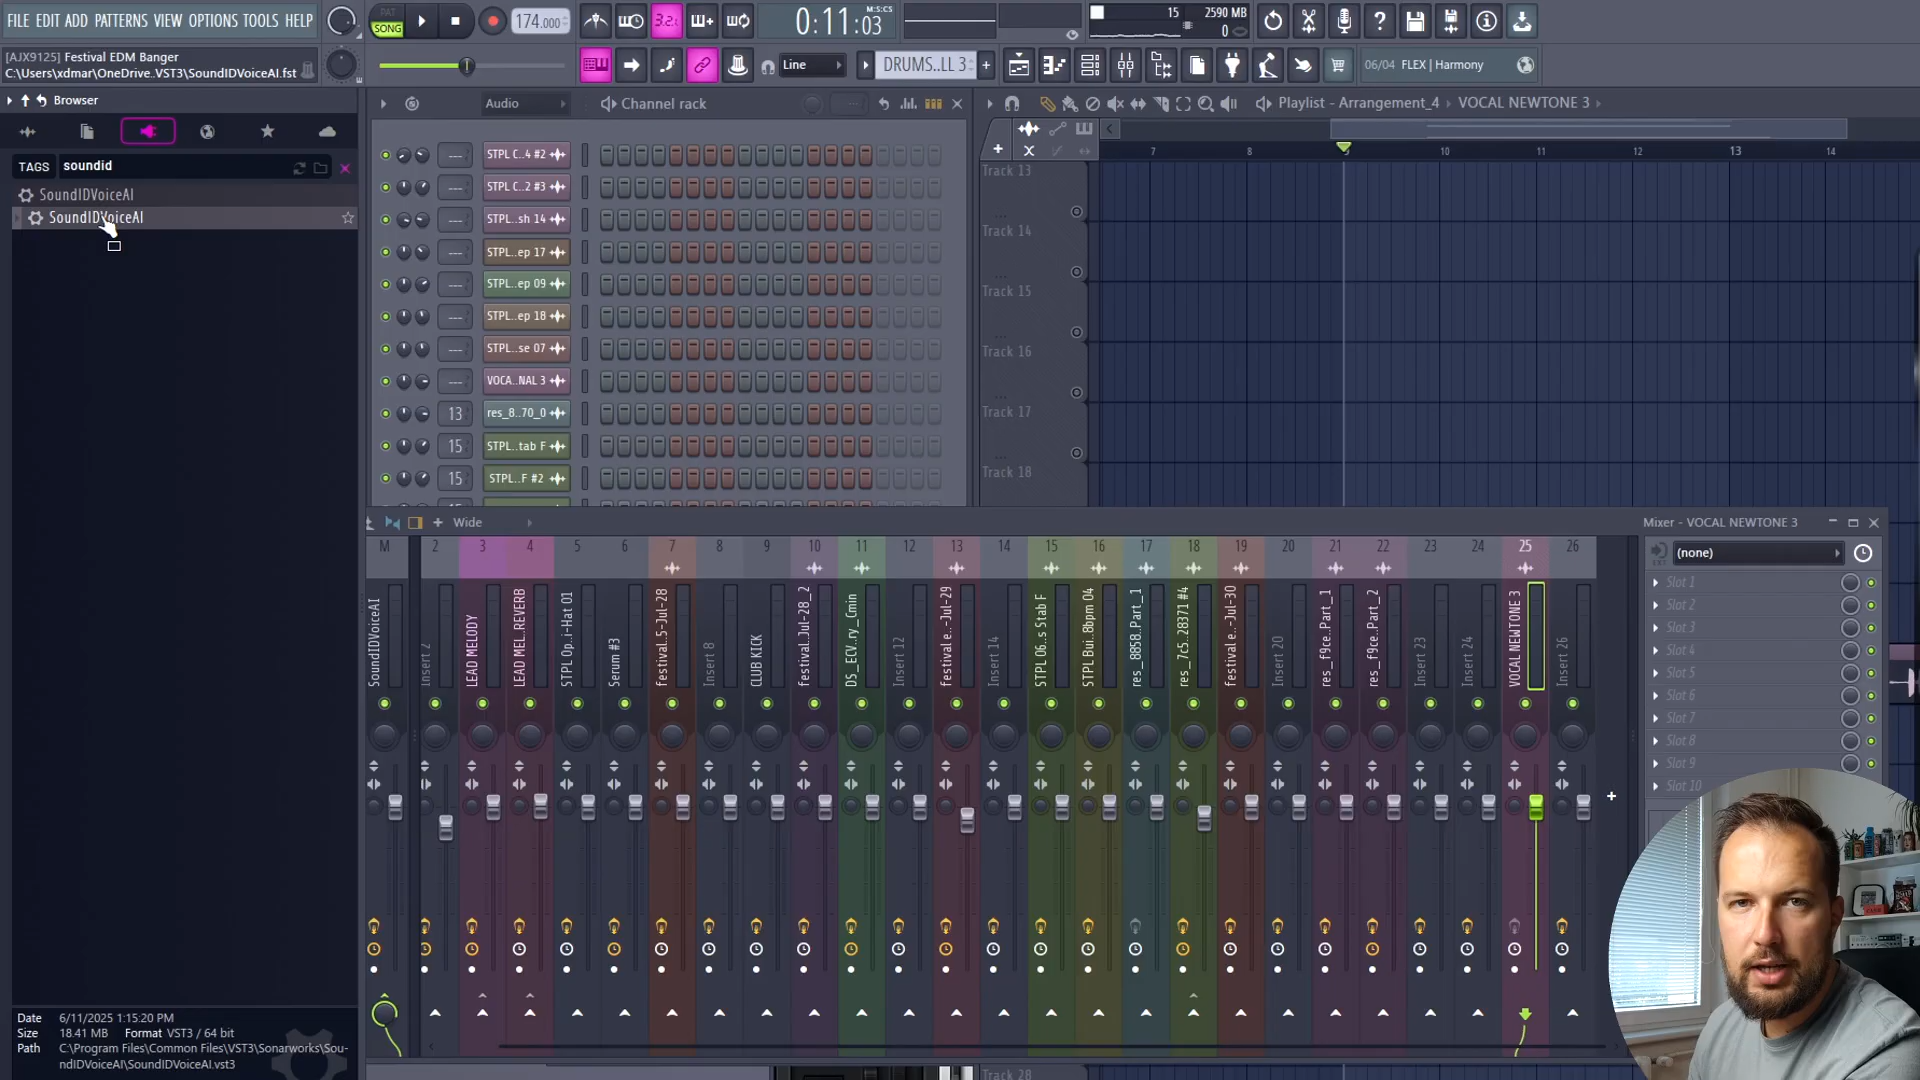 FILE EDIT ADD PATTERNS VIEW OPTIONS TOOLS HELP
PAT
SONG
174.000
3.2
0:11:03
M:S:CS
15
2590 MB
0
[AJX9125] Festival EDM Banger
C:\Users\xdmar\OneDrive.VST3\SoundIDVoiceAI.fst
Line
DRUMS..LL 3
06/04 FLEX | Harmony
Browser
TAGS
soundid
SoundIDVoiceAI
SoundIDVoiceAI
Audio
Channel rack
STPL C..4 #2
STPL C..2 #3
STPL..sh 14
STPL..ep 17
STPL..ep 09
STPL..ep 18
STPL..se 07
VOCA..NAL 3
13 res_8..70_0
15 STPL..tab F
15 STPL..F #2
Playlist - Arrangement_4 VOCAL NEWTONE 3
7 8 9 10 11 12 13 14
Track 13
Track 14
Track 15
Track 16
Track 17
Track 18
Wide
Mixer - VOCAL NEWTONE 3
M 2 3 4 5 6 7 8 9 10 11 12 13 14 15 16 17 18 19 20 21 22 23 24 25 26
SoundIDVoiceAI
Insert 2
LEAD MELODY
LEAD MEL..REVERB
STPL Op..i-Hat 01
Serum #3
festival..5-Jul-28
Insert 8
CLUB KICK
festival..Jul-28_2
DS_ECV..ry_Cmin
Insert 12
festival e..-Jul-29
Insert 14
STPL 06..s Stab F
STPL Bui..8bpm 04
res_8858..Part_1
res_7c5..28371 #4
festival e..-Jul-30
Insert 20
res_f9ce..Part_1
res_f9ce..Part_2
Insert 23
Insert 24
VOCAL NEWTONE 3
Insert 26
(none)
Slot 1
Slot 2
Slot 3
Slot 4
Slot 5
Slot 6
Slot 7
Slot 8
Slot 9
Slot 10
Date 6/11/2025 1:15:20 PM
Size 18.41 MB Format VST3 / 64 bit
Path C:\Program Files\Common Files\VST3\Sonarworks\Sou-
ndIDVoiceAI\SoundIDVoiceAI.vst3
Track 28